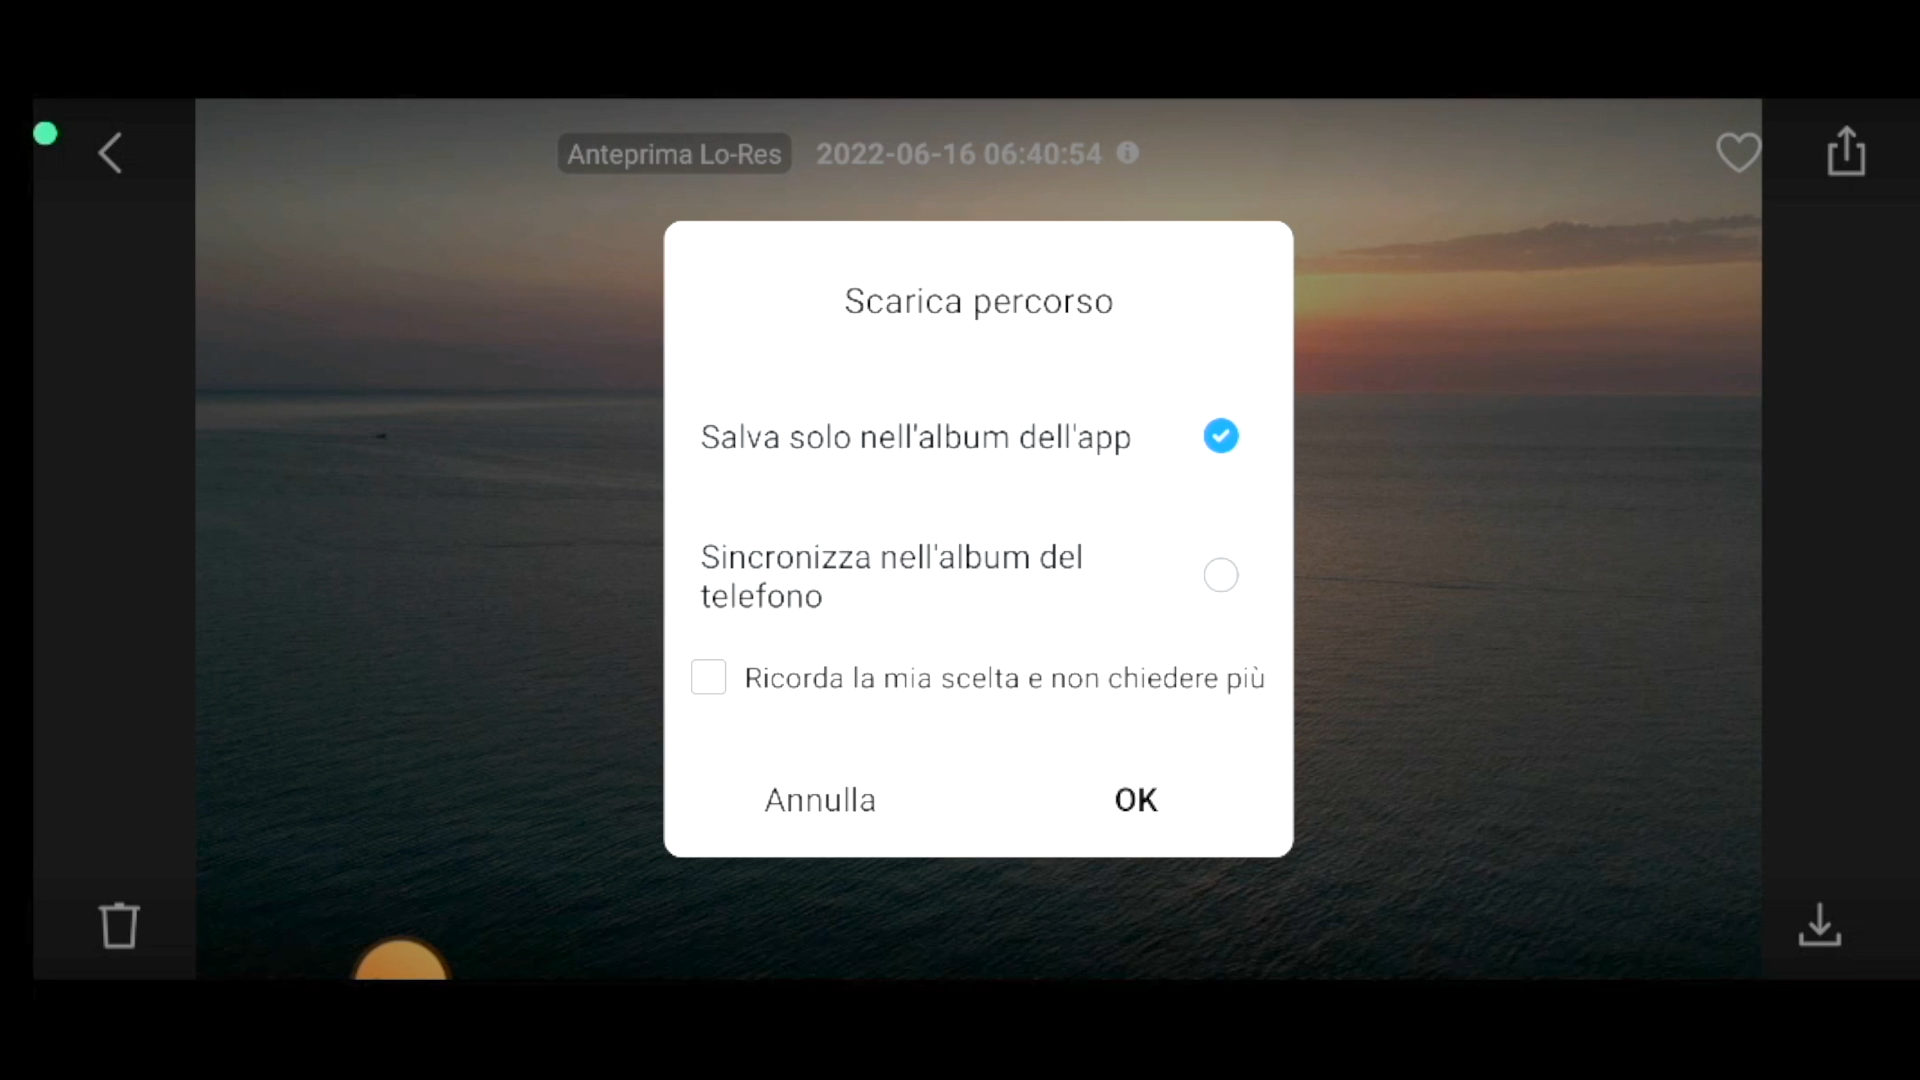 Anteprima Lo-Res 2022-06-16 06:40:54
Scarica percorso
Salva solo nell'album dell'app
Sincronizza nell'album del
telefono
Ricorda la mia scelta e non chiedere più
Annulla OK